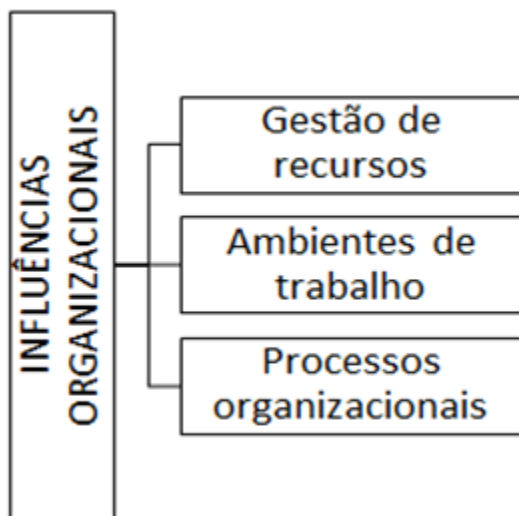 INFLUÊNCIAS
ORGANIZACIONAIS
Gestão de
recursos
Ambientes de
trabalho
Processos
organizacionais